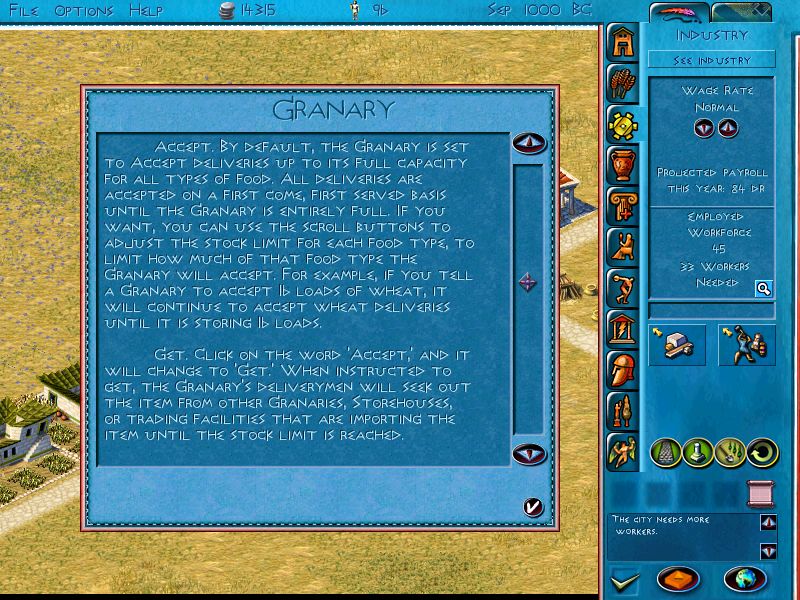 File Options Help 14315 96 Sep 1000 BC
Industry
See Industry
Wage Rate
Normal
Projected Payroll
this year: 84 dr
Employed
Workforce
45
33 Workers
Needed
Granary
Accept. By default, the Granary is set
to Accept deliveries up to its full capacity
for all types of food. All deliveries are
accepted on a first come, first served basis
until the Granary is entirely full. If you
want, you can use the scroll buttons to
adjust the stock limit for each food type, to
limit how much of that food type the
Granary will accept. For example, if you tell
a Granary to accept 16 loads of wheat, it
will continue to accept wheat deliveries
until it is storing 16 loads.
Get. Click on the word 'Accept,' and it
will change to 'Get.' When instructed to
get, the Granary's deliverymen will seek out
the item from other Granaries, Storehouses,
or trading facilities that are importing the
item until the stock limit is reached.
The city needs more
workers.